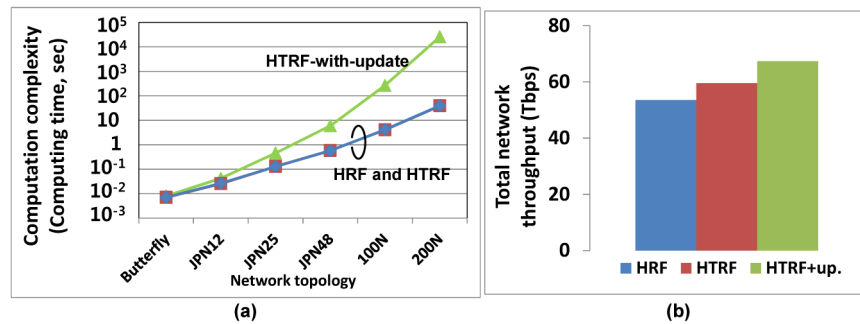 Computation complexity
(Computing time, sec)
10^5
10^4
10^3
10^2
10
1
10^-1
10^-2
10^-3
HTRF-with-update
HRF and HTRF
Butterfly
JPN12
JPN25
JPN48
100N
200N
Network topology
(a)
Total network
throughput (Tbps)
80
60
40
20
0
HRF
HTRF
HTRF+up.
(b)